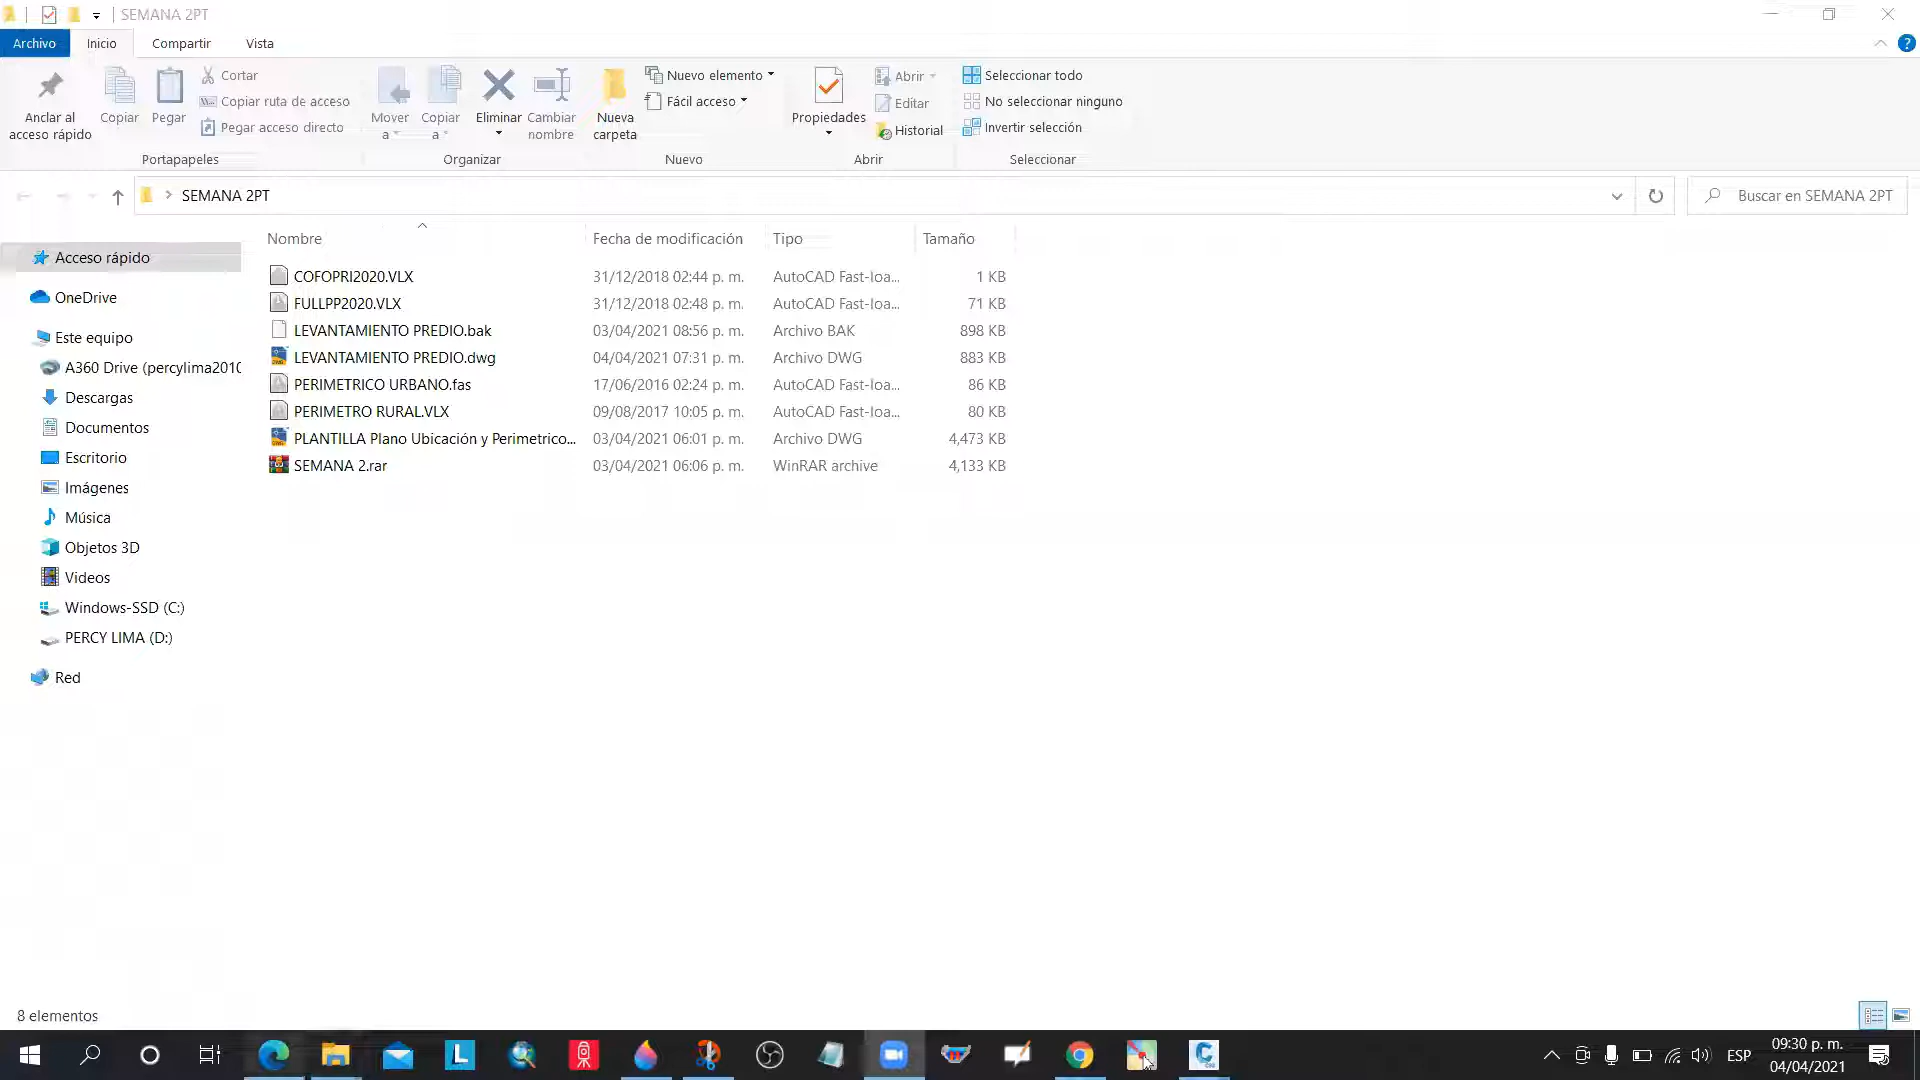 SEMANA 2PT
Archivo Inicio Compartir Vista
Anclar al acceso rápido
Copiar
Pegar
Cortar
Copiar ruta de acceso
Pegar acceso directo
Portapapeles
Mover a
Copiar a
Eliminar
Cambiar nombre
Organizar
Nueva carpeta
Nuevo elemento
Fácil acceso
Nuevo
Propiedades
Abrir
Editar
Historial
Abrir
Seleccionar todo
No seleccionar ninguno
Invertir selección
Seleccionar
SEMANA 2PT
Buscar en SEMANA 2PT
Acceso rápido
OneDrive
Este equipo
A360 Drive (percylima2010
Descargas
Documentos
Escritorio
Imágenes
Música
Objetos 3D
Videos
Windows-SSD (C:)
PERCY LIMA (D:)
Red
Nombre Fecha de modificación Tipo Tamaño
COFOPRI2020.VLX 31/12/2018 02:44 p. m. AutoCAD Fast-loa... 1 KB
FULLPP2020.VLX 31/12/2018 02:48 p. m. AutoCAD Fast-loa... 71 KB
LEVANTAMIENTO PREDIO.bak 03/04/2021 08:56 p. m. Archivo BAK 898 KB
LEVANTAMIENTO PREDIO.dwg 04/04/2021 07:31 p. m. Archivo DWG 883 KB
PERIMETRICO URBANO.fas 17/06/2016 02:24 p. m. AutoCAD Fast-loa... 86 KB
PERIMETRO RURAL.VLX 09/08/2017 10:05 p. m. AutoCAD Fast-loa... 80 KB
PLANTILLA Plano Ubicación y Perimetrico... 03/04/2021 06:01 p. m. Archivo DWG 4,473 KB
SEMANA 2.rar 03/04/2021 06:06 p. m. WinRAR archive 4,133 KB
8 elementos
ESP
09:30 p. m.
04/04/2021